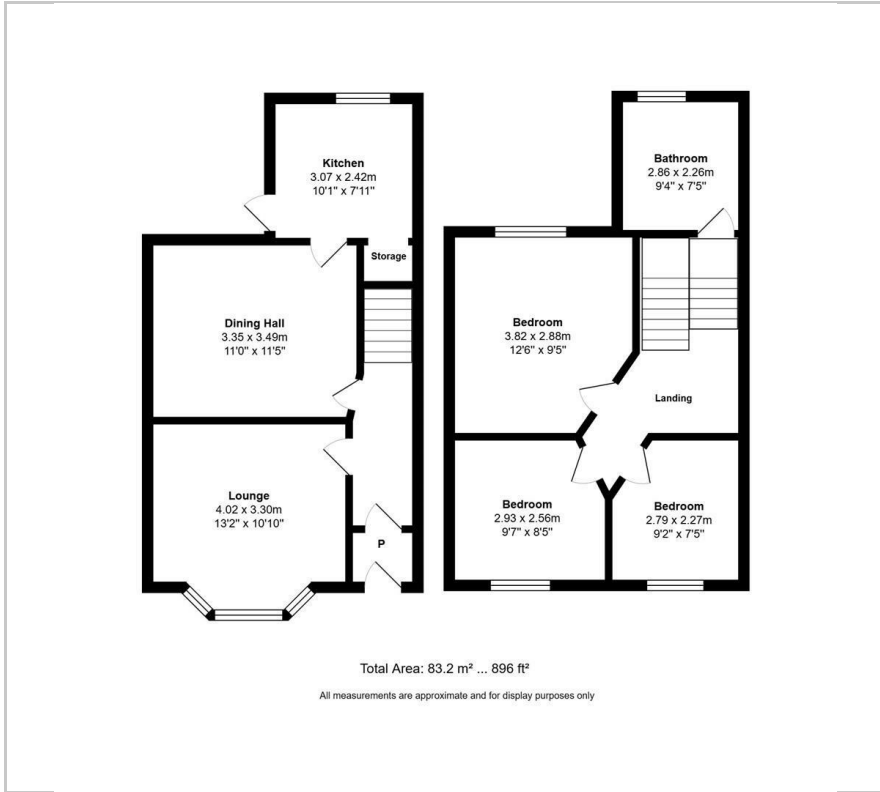 Kitchen
3.07 x 2.42m
10'1" x 7'11"
Storage
Dining Hall
3.35 x 3.49m
11'0" x 11'5"
Lounge
4.02 x 3.30m
13'2" x 10'10"
P
Bathroom
2.86 x 2.26m
9'4" x 7'5"
Bedroom
3.82 x 2.88m
12'6" x 9'5"
Landing
Bedroom
2.93 x 2.56m
9'7" x 8'5"
Bedroom
2.79 x 2.27m
9'2" x 7'5"
Total Area: 83.2 m² ... 896 ft²
All measurements are approximate and for display purposes only